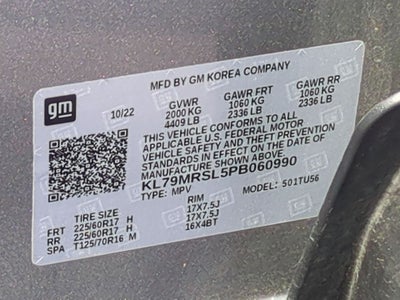 MFD BY GM KOREA COMPANY
gm
10/22
GVWR GAWR FRT GAWR RR
2000 KG 1060 KG 1060 KG
4409 LB 2336 LB 2336 LB
THIS VEHICLE CONFORMS TO ALL
APPLICABLE U.S. FEDERAL MOTOR
VEHICLE SAFETY AND THEFT PREVENTION
STANDARDS IN EFFECT ON THE DATE OF
MANUFACTURE SHOWN ABOVE.
KL79MRSL5PB060990
TYPE: MPV MODEL: 501TU56
TIRE SIZE RIM
FRT 225/60R17 H 17X7.5J
RR 225/60R17 H 17X7.5J
SPA T125/70R16 M 16X4BT